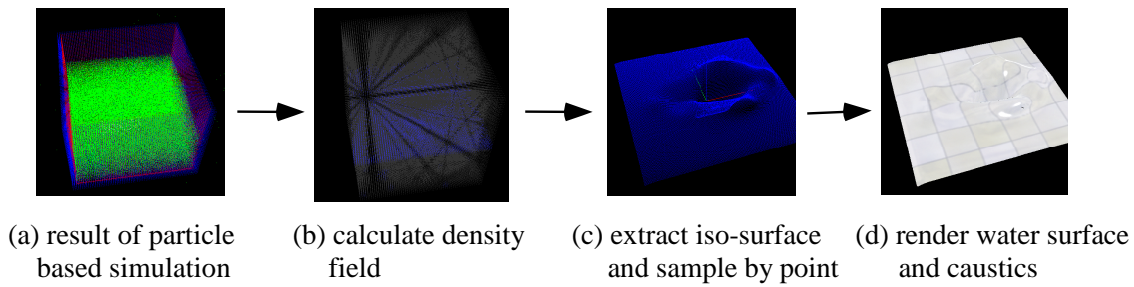 (a) result of particle
based simulation
(b) calculate density
field
(c) extract iso-surface
and sample by point
(d) render water surface
and caustics